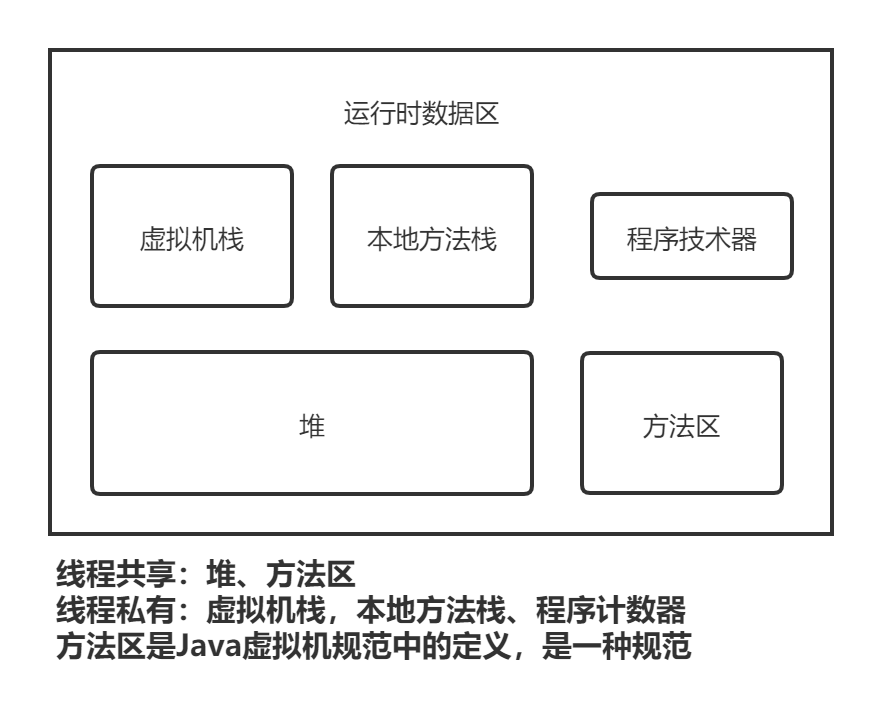 运行时数据区
虚拟机栈
本地方法栈
程序技术器
堆
方法区
线程共享：堆、方法区
线程私有：虚拟机栈，本地方法栈、程序计数器
方法区是Java虚拟机规范中的定义，是一种规范